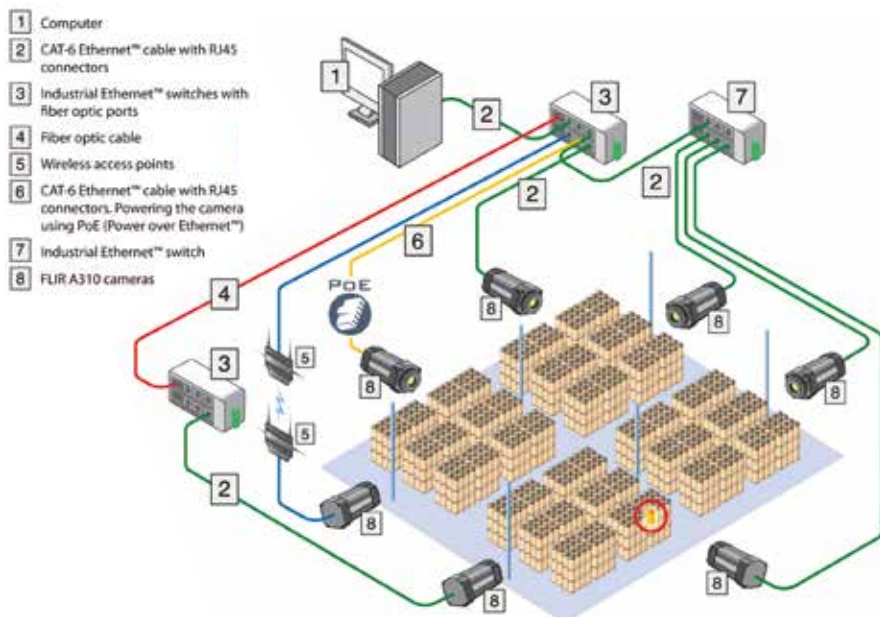 1 Computer
2 CAT-6 Ethernet™ cable with RJ45
connectors
3 Industrial Ethernet™ switches with
fiber optic ports
4 Fiber optic cable
5 Wireless access points
6 CAT-6 Ethernet™ cable with RJ45
connectors. Powering the camera
using PoE (Power over Ethernet™)
7 Industrial Ethernet™ switch
8 FLIR A310 cameras
1
2
3
7
2
2
6
PoE
4
8
8
3
5
8
8
5
2
8
8
8